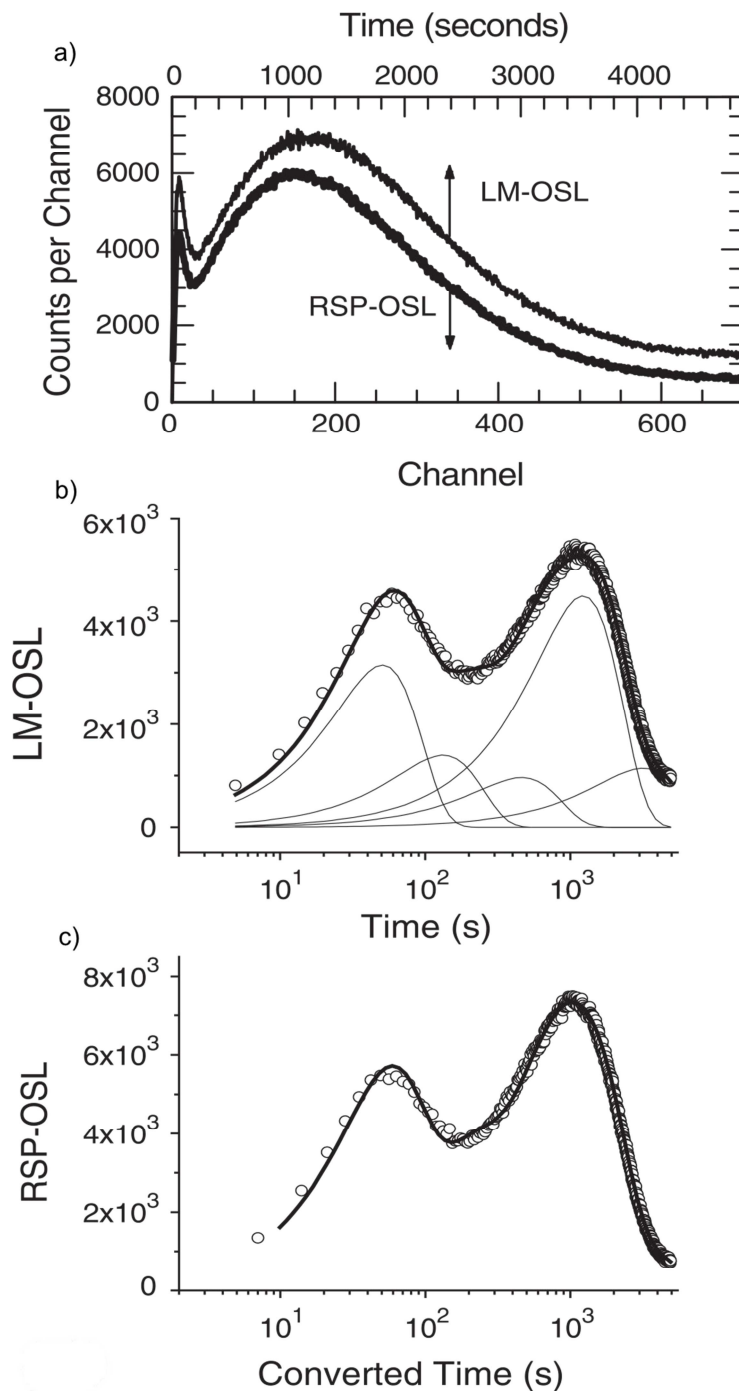 Time (seconds)
a)
0 1000 2000 3000 4000
8000
6000
4000
2000
0
Counts per Channel
LM-OSL
RSP-OSL
0 200 400 600
Channel
b)
6x10³
4x10³
2x10³
0
LM-OSL
10¹ 10² 10³
Time (s)
c)
8x10³
6x10³
4x10³
2x10³
0
RSP-OSL
10¹ 10² 10³
Converted Time (s)